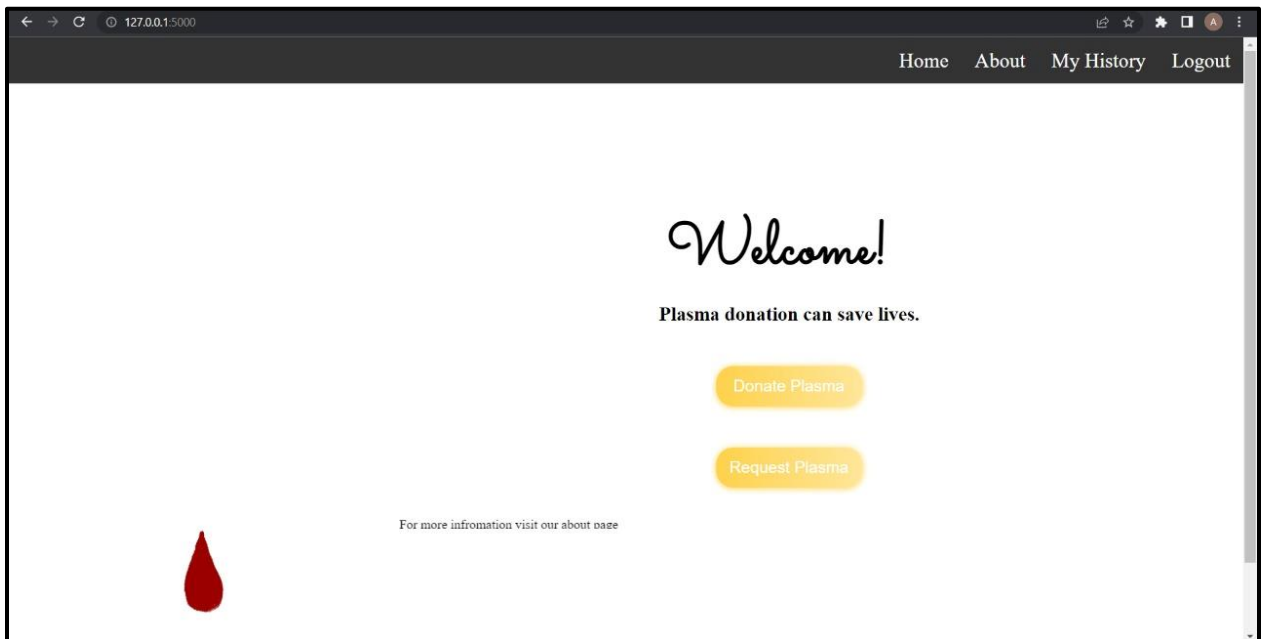 127.0.0.1:5000
A
Home About My History Logout
Welcome!
Plasma donation can save lives.
Donate Plasma
Request Plasma
For more infromation visit our about page